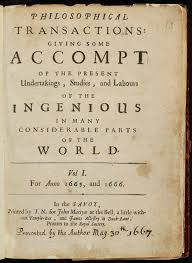 PHILOSOPHICAL
TRANSACTIONS:
GIVING SOME
ACCOMPT
OF THE PRESENT
Undertakings, Studies, and Labours
OF THE
INGENIOUS
IN MANY
CONSIDERABLE PARTS
OF THE
WORLD.
Vol I.
For Anno 1665, and 1666.
In the SAVOY,
Printed by T. N. for John Martyn at the Bell, a little with-
out Temple-Bar, and James Allestry in Duck-Lane,
Printers to the Royal Society.
Presented by the Author May. 30th 1667